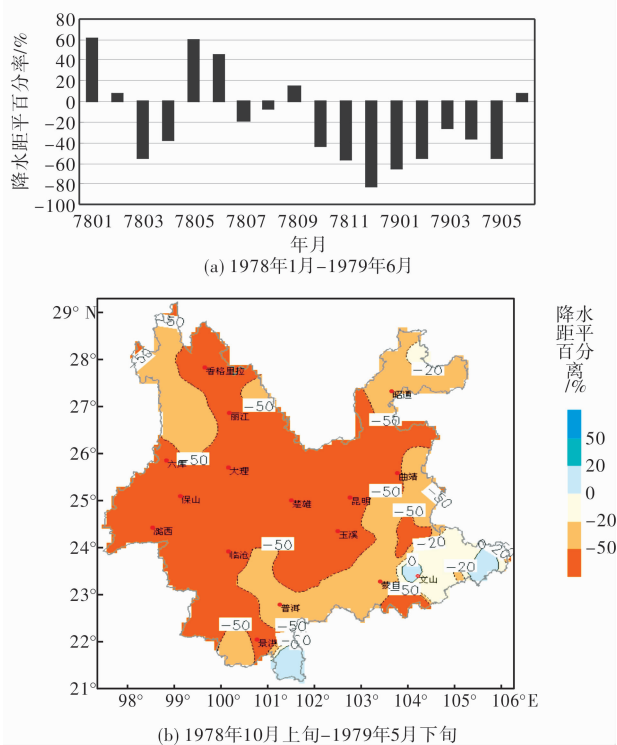 降水距平百分率/%
80
60
40
20
0
−20
−40
−60
−80
−100
7801 7803 7805 7807 7809 7811 7901 7903 7905
年月
(a) 1978年1月−1979年6月
29° N
28°
27°
26°
25°
24°
23°
22°
21°
98° 99° 100° 101° 102° 103° 104° 105° 106° E
−50
−20
香格里拉
昭通
−50
丽江
−50
六库
大理
曲靖
−50
−50
保山
楚雄
昆明
−50
潞西
玉溪
−20
临沧
−50
0
−20
蒙自
文山
−50
普洱
−50
−50
景洪
降水
距平
百分
离
/%
50
20
0
−20
−50
(b) 1978年10月上旬−1979年5月下旬